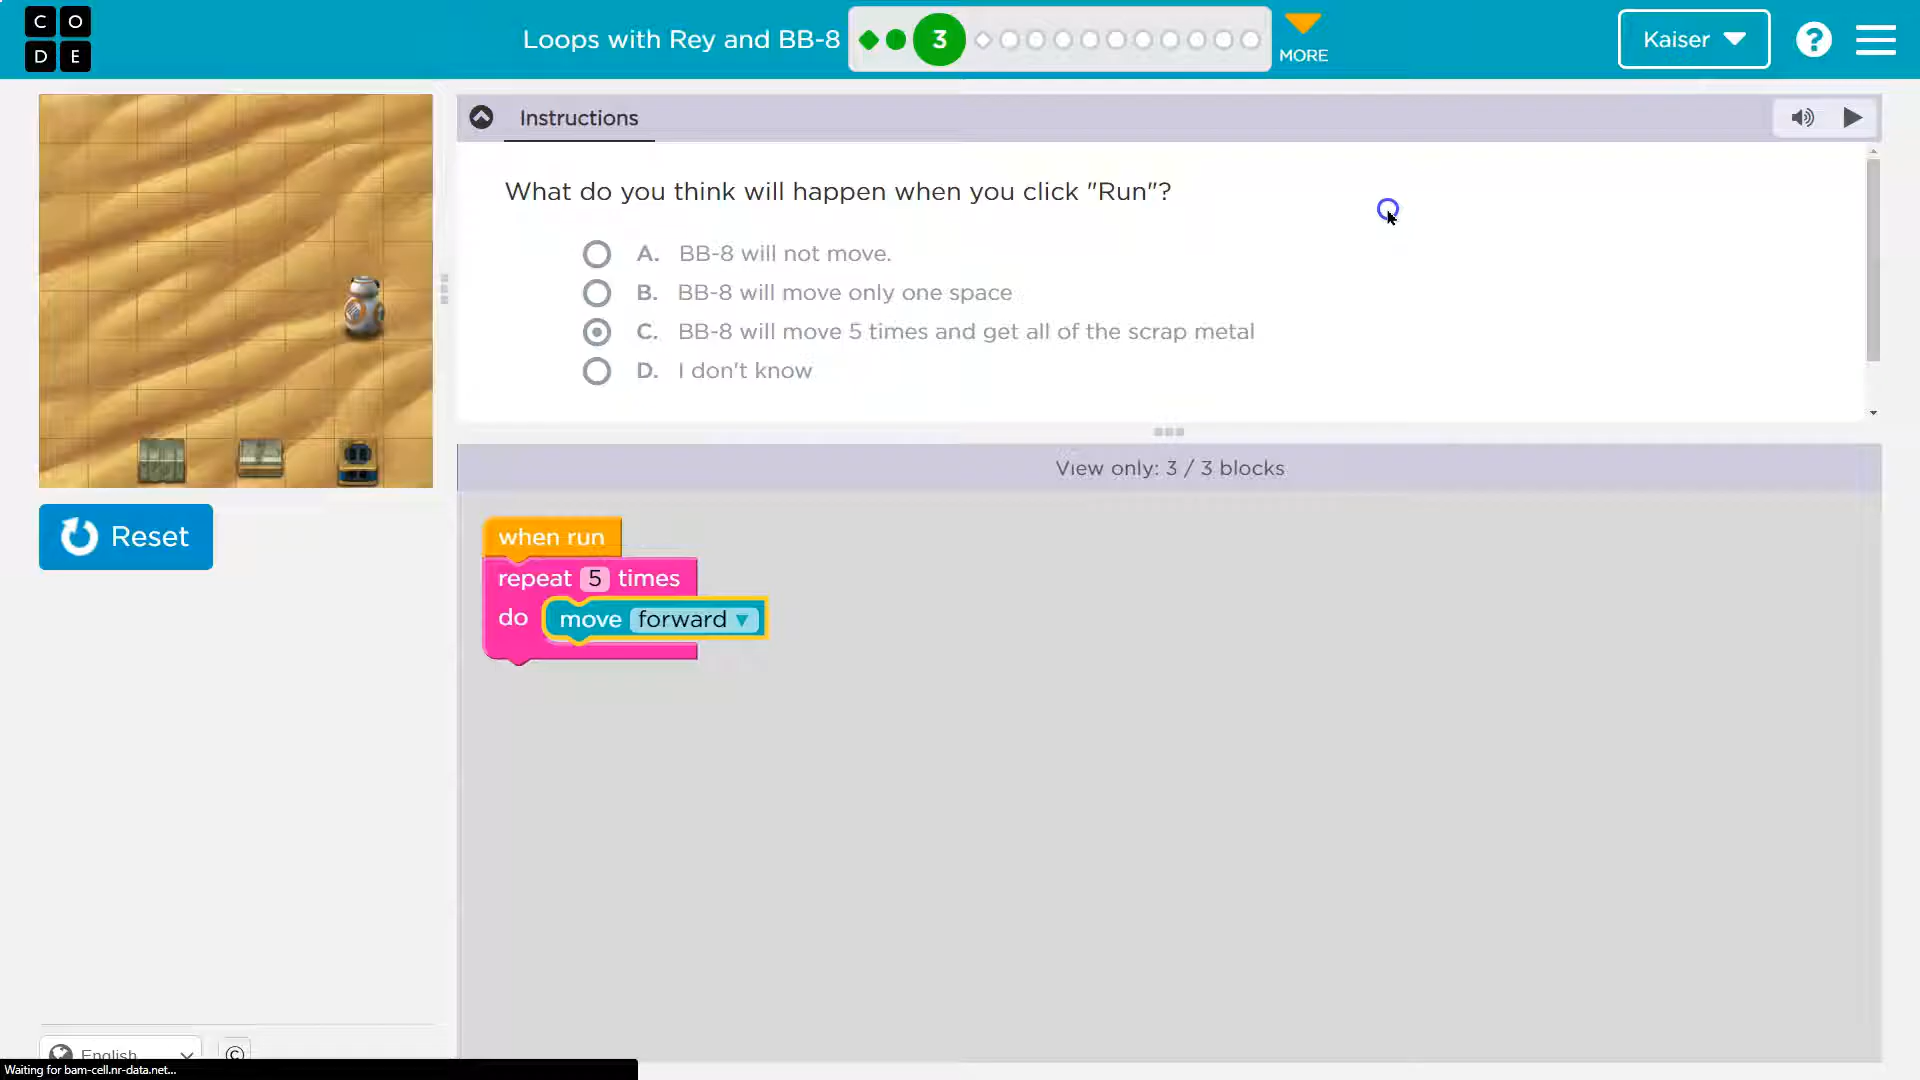 C O
D E
Loops with Rey and BB-8
3
MORE
Kaiser
?
Instructions
What do you think will happen when you click "Run"?
A. BB-8 will not move.
B. BB-8 will move only one space
C. BB-8 will move 5 times and get all of the scrap metal
D. I don't know
View only: 3 / 3 blocks
Reset
when run
repeat 5 times
do move forward
English
©
Waiting for bam-cell.nr-data.net...